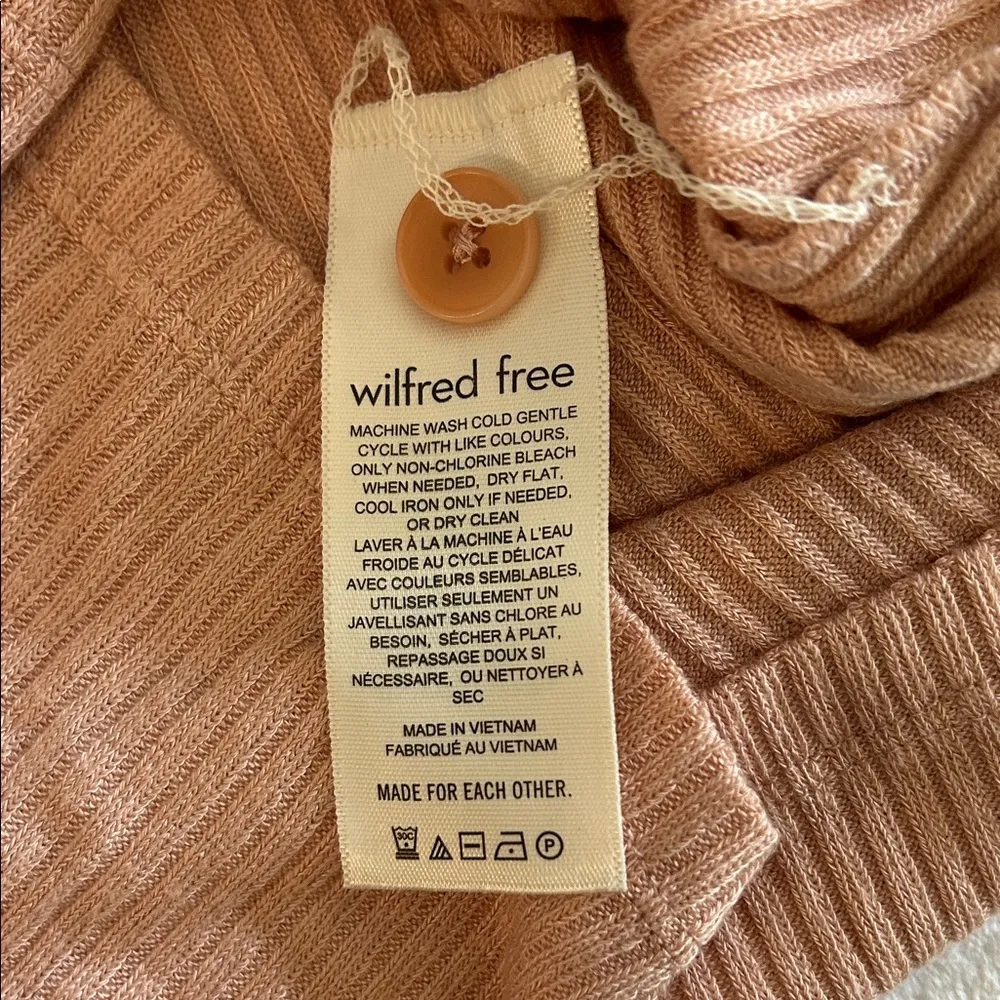 wilfred free
MACHINE WASH COLD GENTLE
CYCLE WITH LIKE COLOURS,
ONLY NON-CHLORINE BLEACH
WHEN NEEDED, DRY FLAT,
COOL IRON ONLY IF NEEDED,
OR DRY CLEAN
LAVER À LA MACHINE À L'EAU
FROIDE AU CYCLE DÉLICAT
AVEC COULEURS SEMBLABLES,
UTILISER SEULEMENT UN
JAVELLISANT SANS CHLORE AU
BESOIN, SÉCHER À PLAT,
REPASSAGE DOUX SI
NÉCESSAIRE, OU NETTOYER À
SEC
MADE IN VIETNAM
FABRIQUÉ AU VIETNAM
MADE FOR EACH OTHER.
30C P